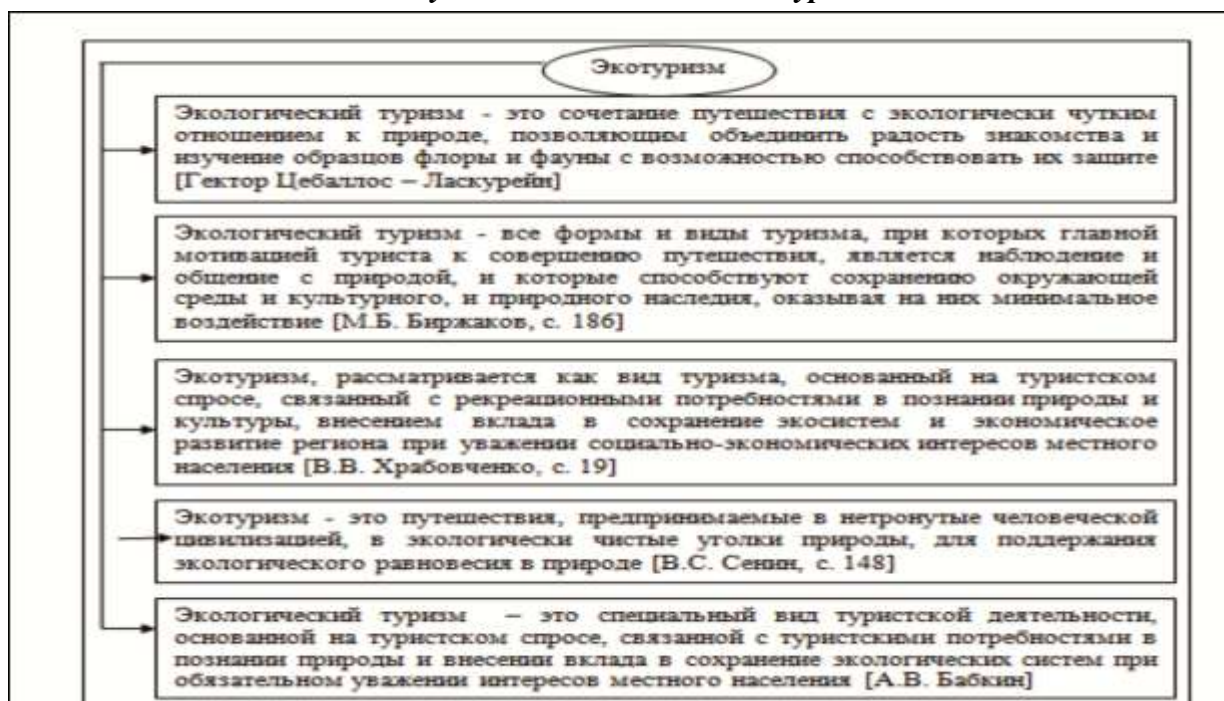 Экотуризм
Экологический туризм - это сочетание путешествия с экологически чутким
отношением к природе, позволяющим объединить радость знакомства и
изучение образцов флоры и фауны с возможностью способствовать их защите
[Гектор Цебаллос – Ласкурейн]
Экологический туризм - все формы и виды туризма, при которых главной
мотивацией туриста к совершению путешествия, является наблюдение и
общение с природой, и которые способствуют сохранению окружающей
среды и культурного, и природного наследия, оказывая на них минимальное
воздействие [М.Б. Биржаков, с. 186]
Экотуризм, рассматривается как вид туризма, основанный на туристском
спросе, связанный с рекреационными потребностями в познании природы и
культуры, внесением вклада в сохранение экосистем и экономическое
развитие региона при уважении социально-экономических интересов местного
населения [В.В. Храбовченко, с. 19]
Экотуризм - это путешествия, предпринимаемые в нетронутые человеческой
цивилизацией, в экологически чистые уголки природы, для поддержания
экологического равновесия в природе [В.С. Сенин, с. 148]
Экологический туризм – это специальный вид туристской деятельности,
основанной на туристском спросе, связанной с туристскими потребностями в
познании природы и внесении вклада в сохранение экологических систем при
обязательном уважении интересов местного населения [А.В. Бабкин]